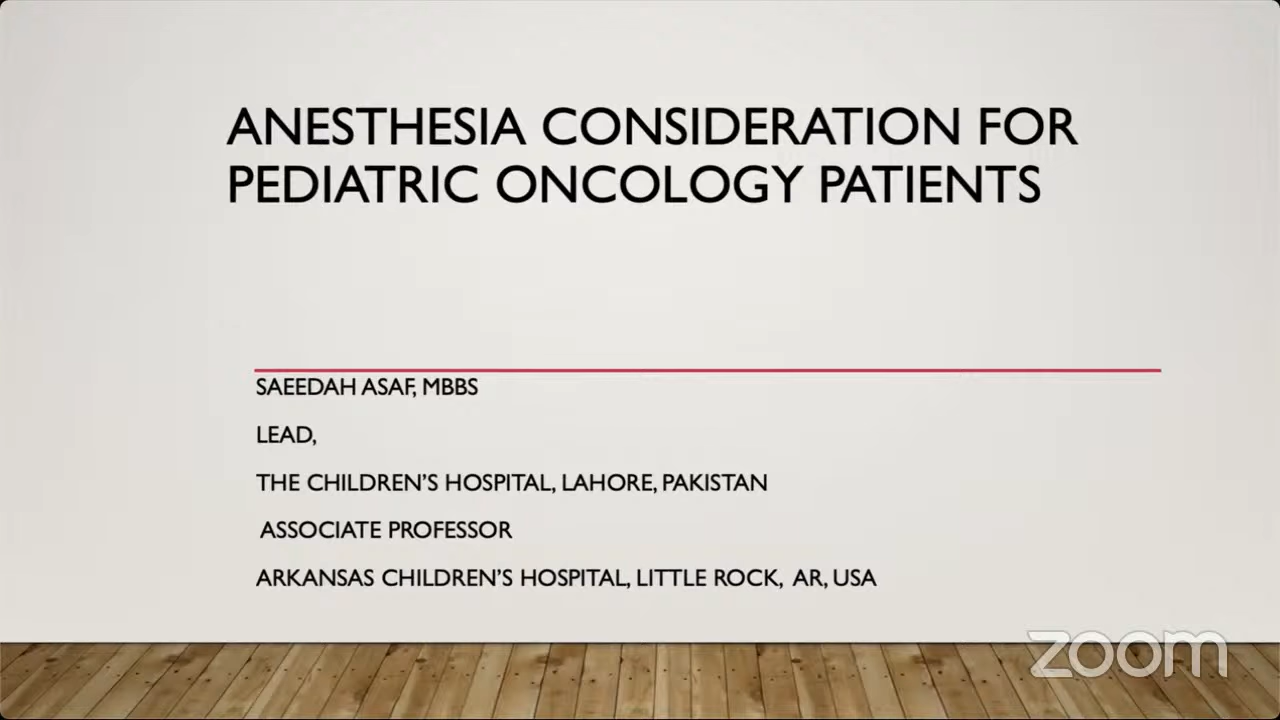 ANESTHESIA CONSIDERATION FOR
PEDIATRIC ONCOLOGY PATIENTS
SAEEDAH ASAF, MBBS
LEAD,
THE CHILDREN'S HOSPITAL, LAHORE, PAKISTAN
ASSOCIATE PROFESSOR
ARKANSAS CHILDREN'S HOSPITAL, LITTLE ROCK, AR, USA
zoom